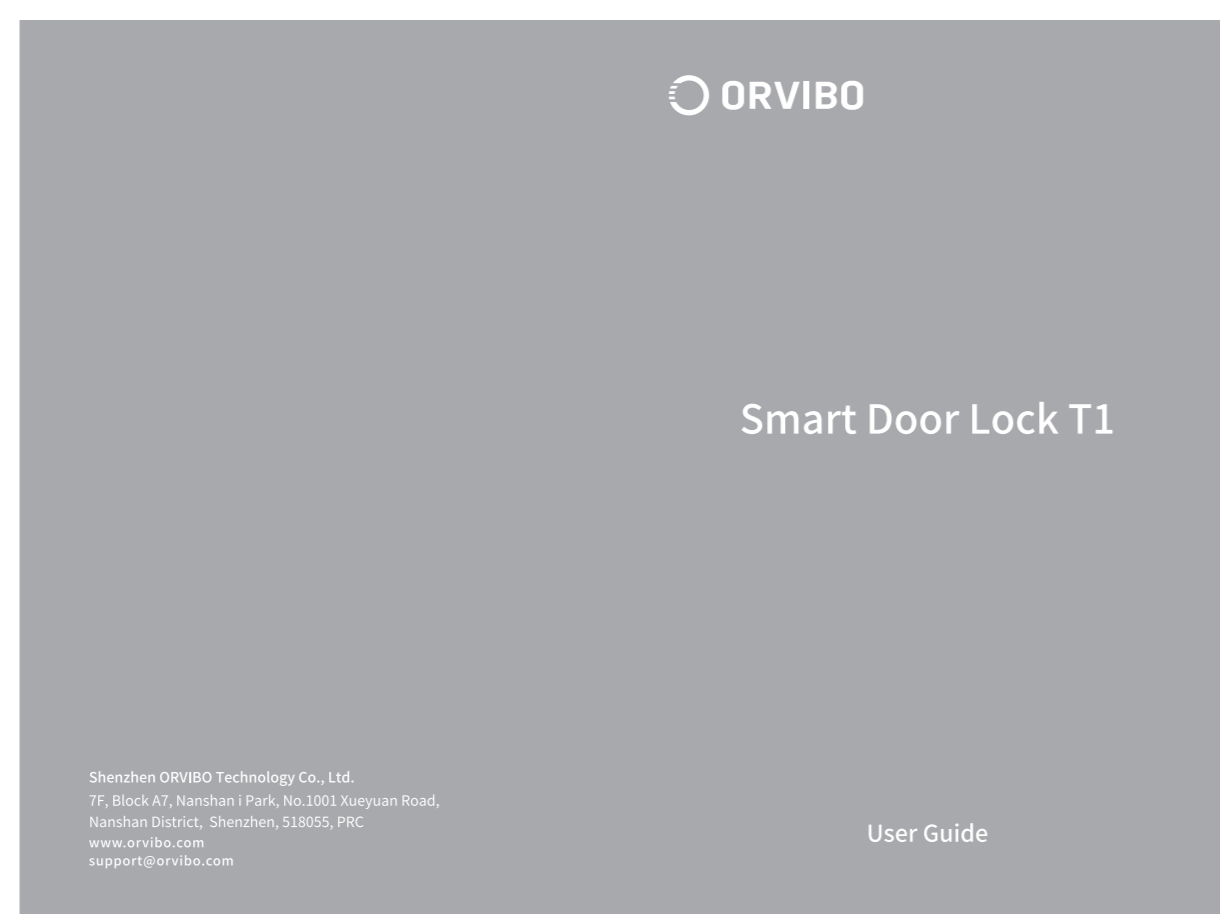 ORVIBO
Smart Door Lock T1
Shenzhen ORVIBO Technology Co., Ltd.
7F, Block A7, Nanshan i Park, No.1001 Xueyuan Road,
Nanshan District, Shenzhen, 518055, PRC
www.orvibo.com
support@orvibo.com
User Guide